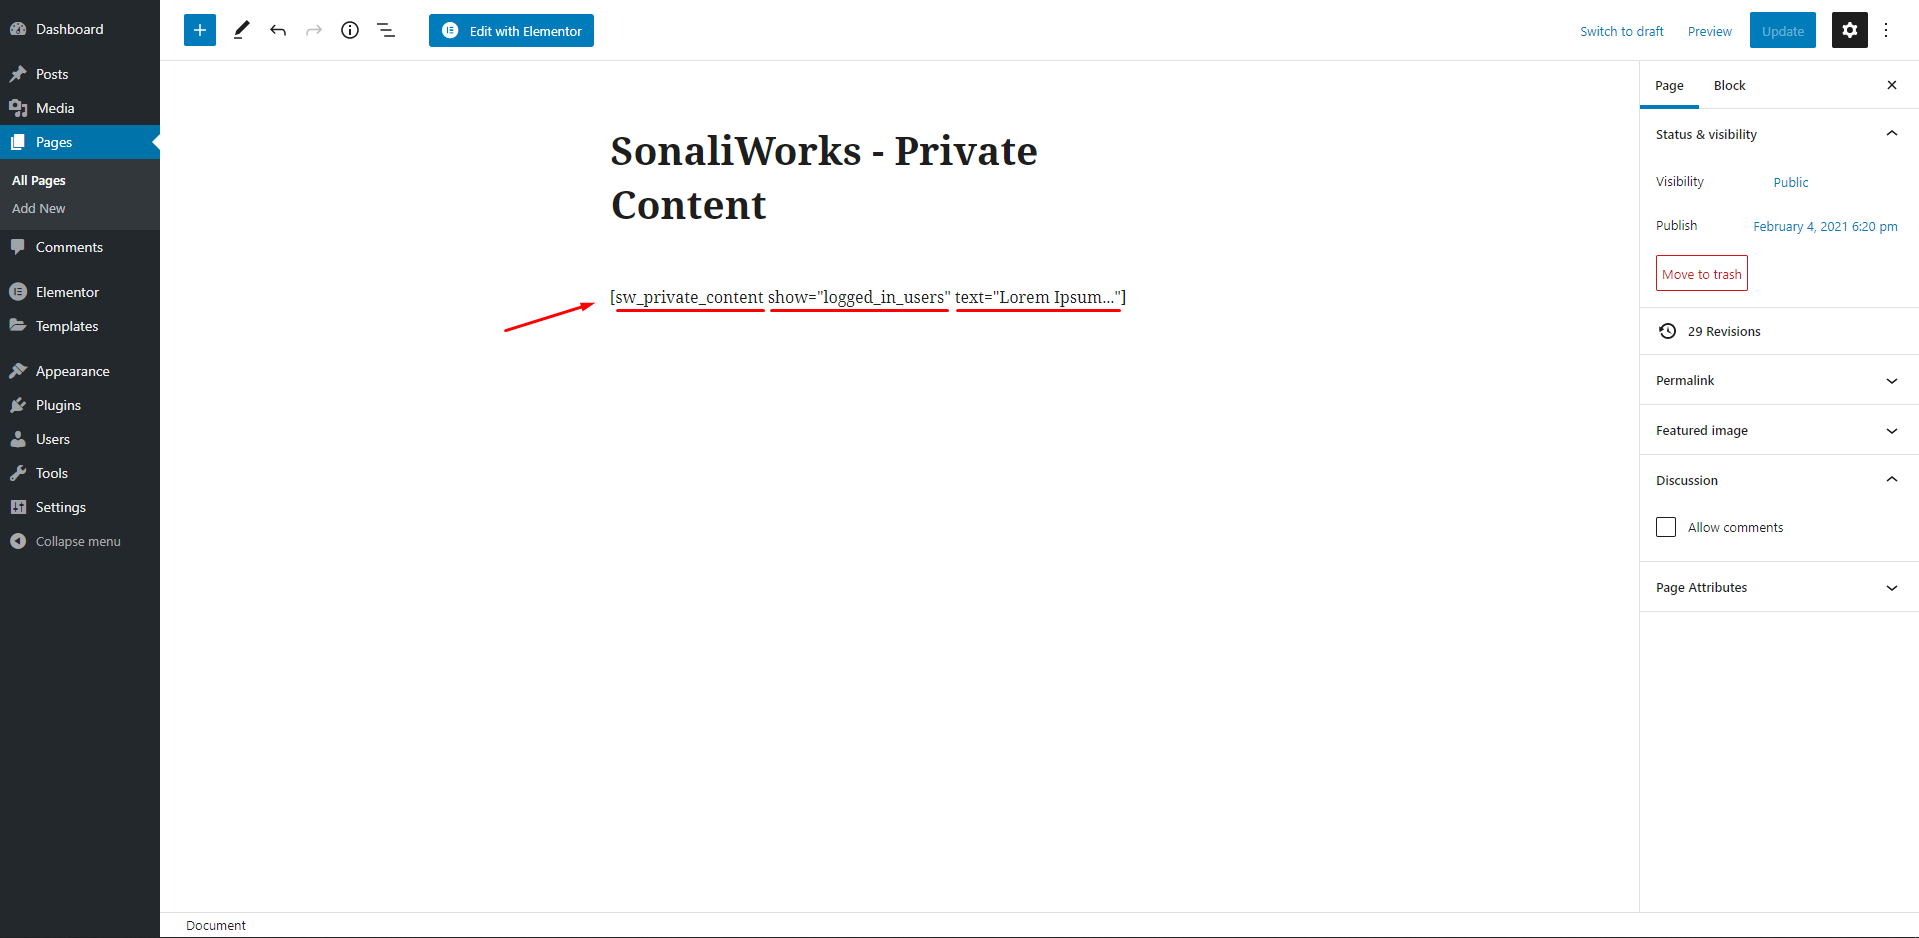 Dashboard
Posts
Media
Pages
All Pages
Add New
Comments
Elementor
Templates
Appearance
Plugins
Users
Tools
Settings
Collapse menu
Edit with Elementor
Switch to draft
Preview
Update
SonaliWorks - Private
Content
[sw_private_content show="logged_in_users" text="Lorem Ipsum..."]
Page
Block
Status & visibility
Visibility
Public
Publish
February 4, 2021 6:20 pm
Move to trash
29 Revisions
Permalink
Featured image
Discussion
Allow comments
Page Attributes
Document